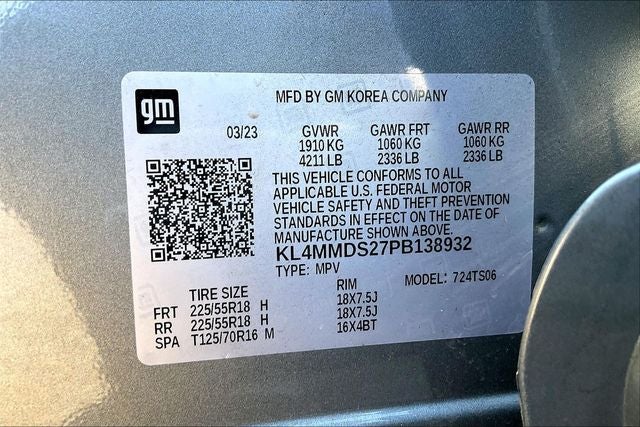 gm
MFD BY GM KOREA COMPANY
03/23 GVWR GAWR FRT GAWR RR
1910 KG 1060 KG 1060 KG
4211 LB 2336 LB 2336 LB
THIS VEHICLE CONFORMS TO ALL
APPLICABLE U.S. FEDERAL MOTOR
VEHICLE SAFETY AND THEFT PREVENTION
STANDARDS IN EFFECT ON THE DATE OF
MANUFACTURE SHOWN ABOVE.
KL4MMDS27PB138932
TYPE: MPV MODEL: 724TS06
TIRE SIZE RIM
FRT 225/55R18 H 18X7.5J
RR 225/55R18 H 18X7.5J
SPA T125/70R16 M 16X4BT